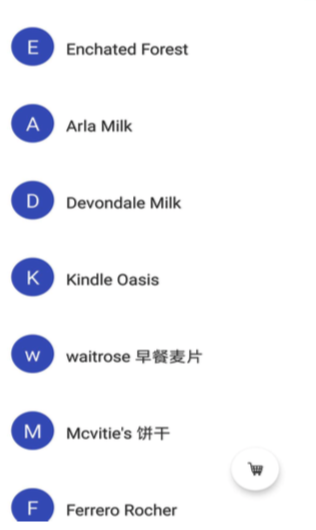 E Enchated Forest
A Arla Milk
D Devondale Milk
K Kindle Oasis
w waitrose 早餐麦片
M Mcvitie's 饼干
F Ferrero Rocher